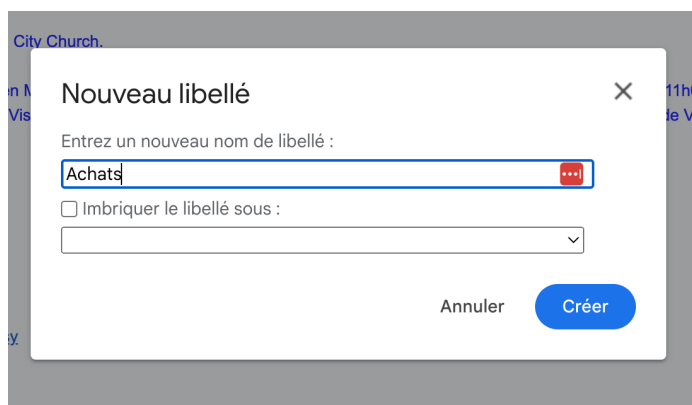 City Church.
Nouveau libellé
Entrez un nouveau nom de libellé :
Achats
Imbriquer le libellé sous :
Annuler
Créer